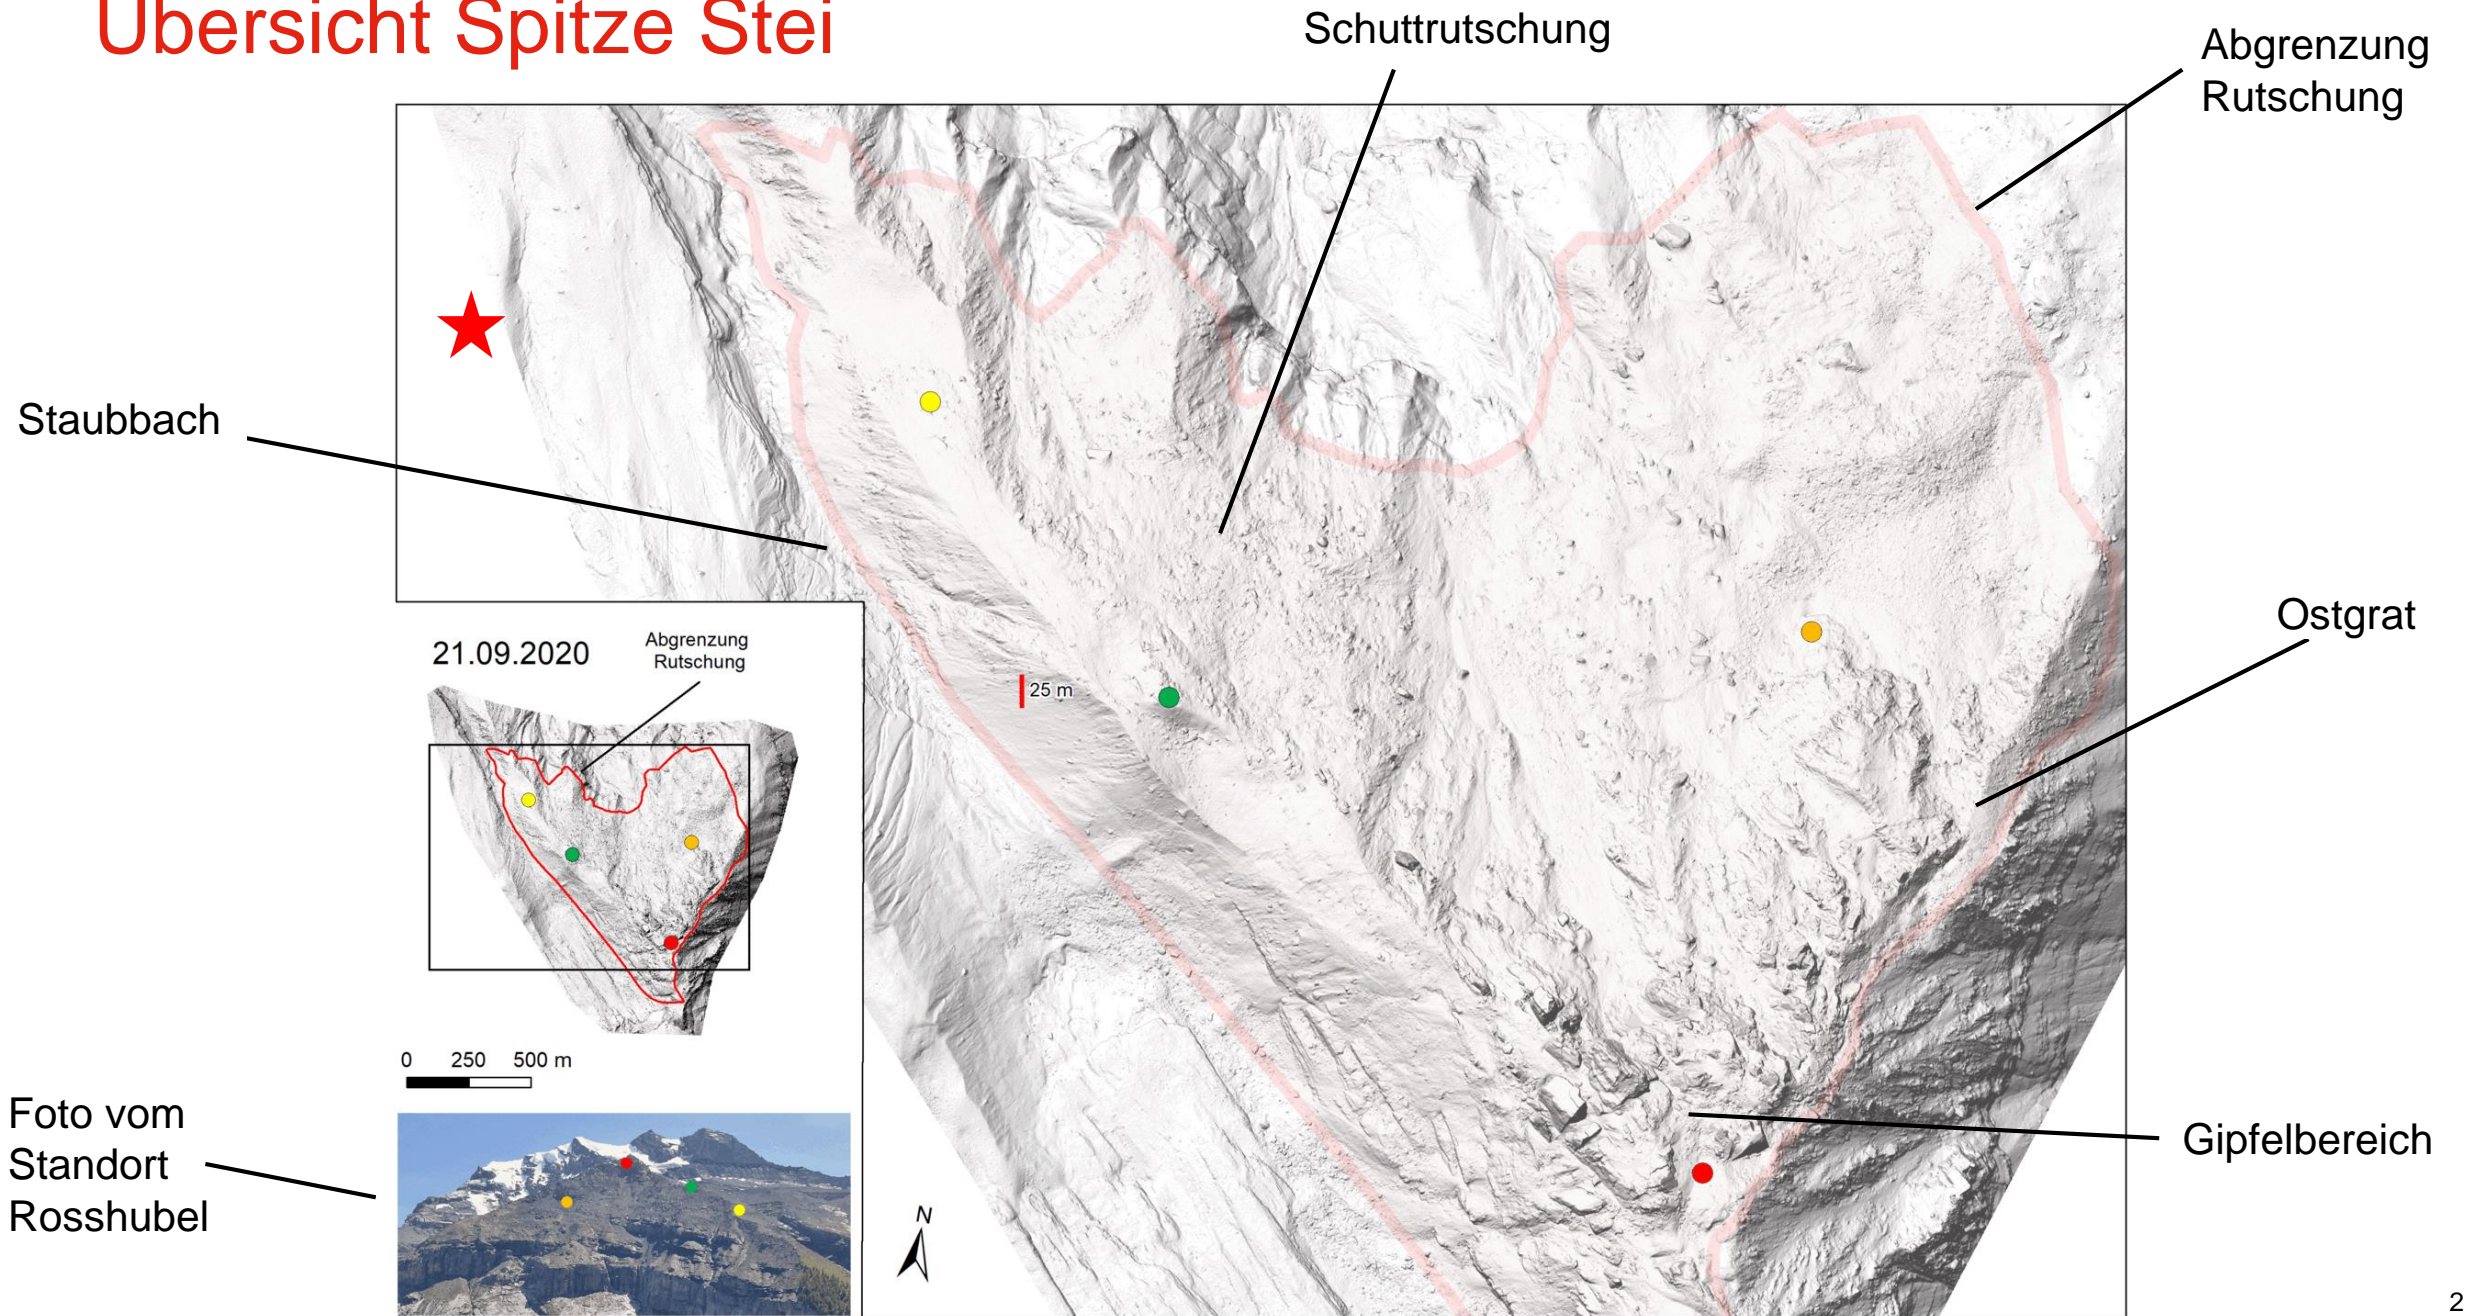 Übersicht Spitze Stei
Schuttrutschung
Abgrenzung
Rutschung
Staubbach
25 m
Ostgrat
21.09.2020
Abgrenzung
Rutschung
0 250 500 m
Foto vom
Standort
Rosshubel
N
Gipfelbereich
2